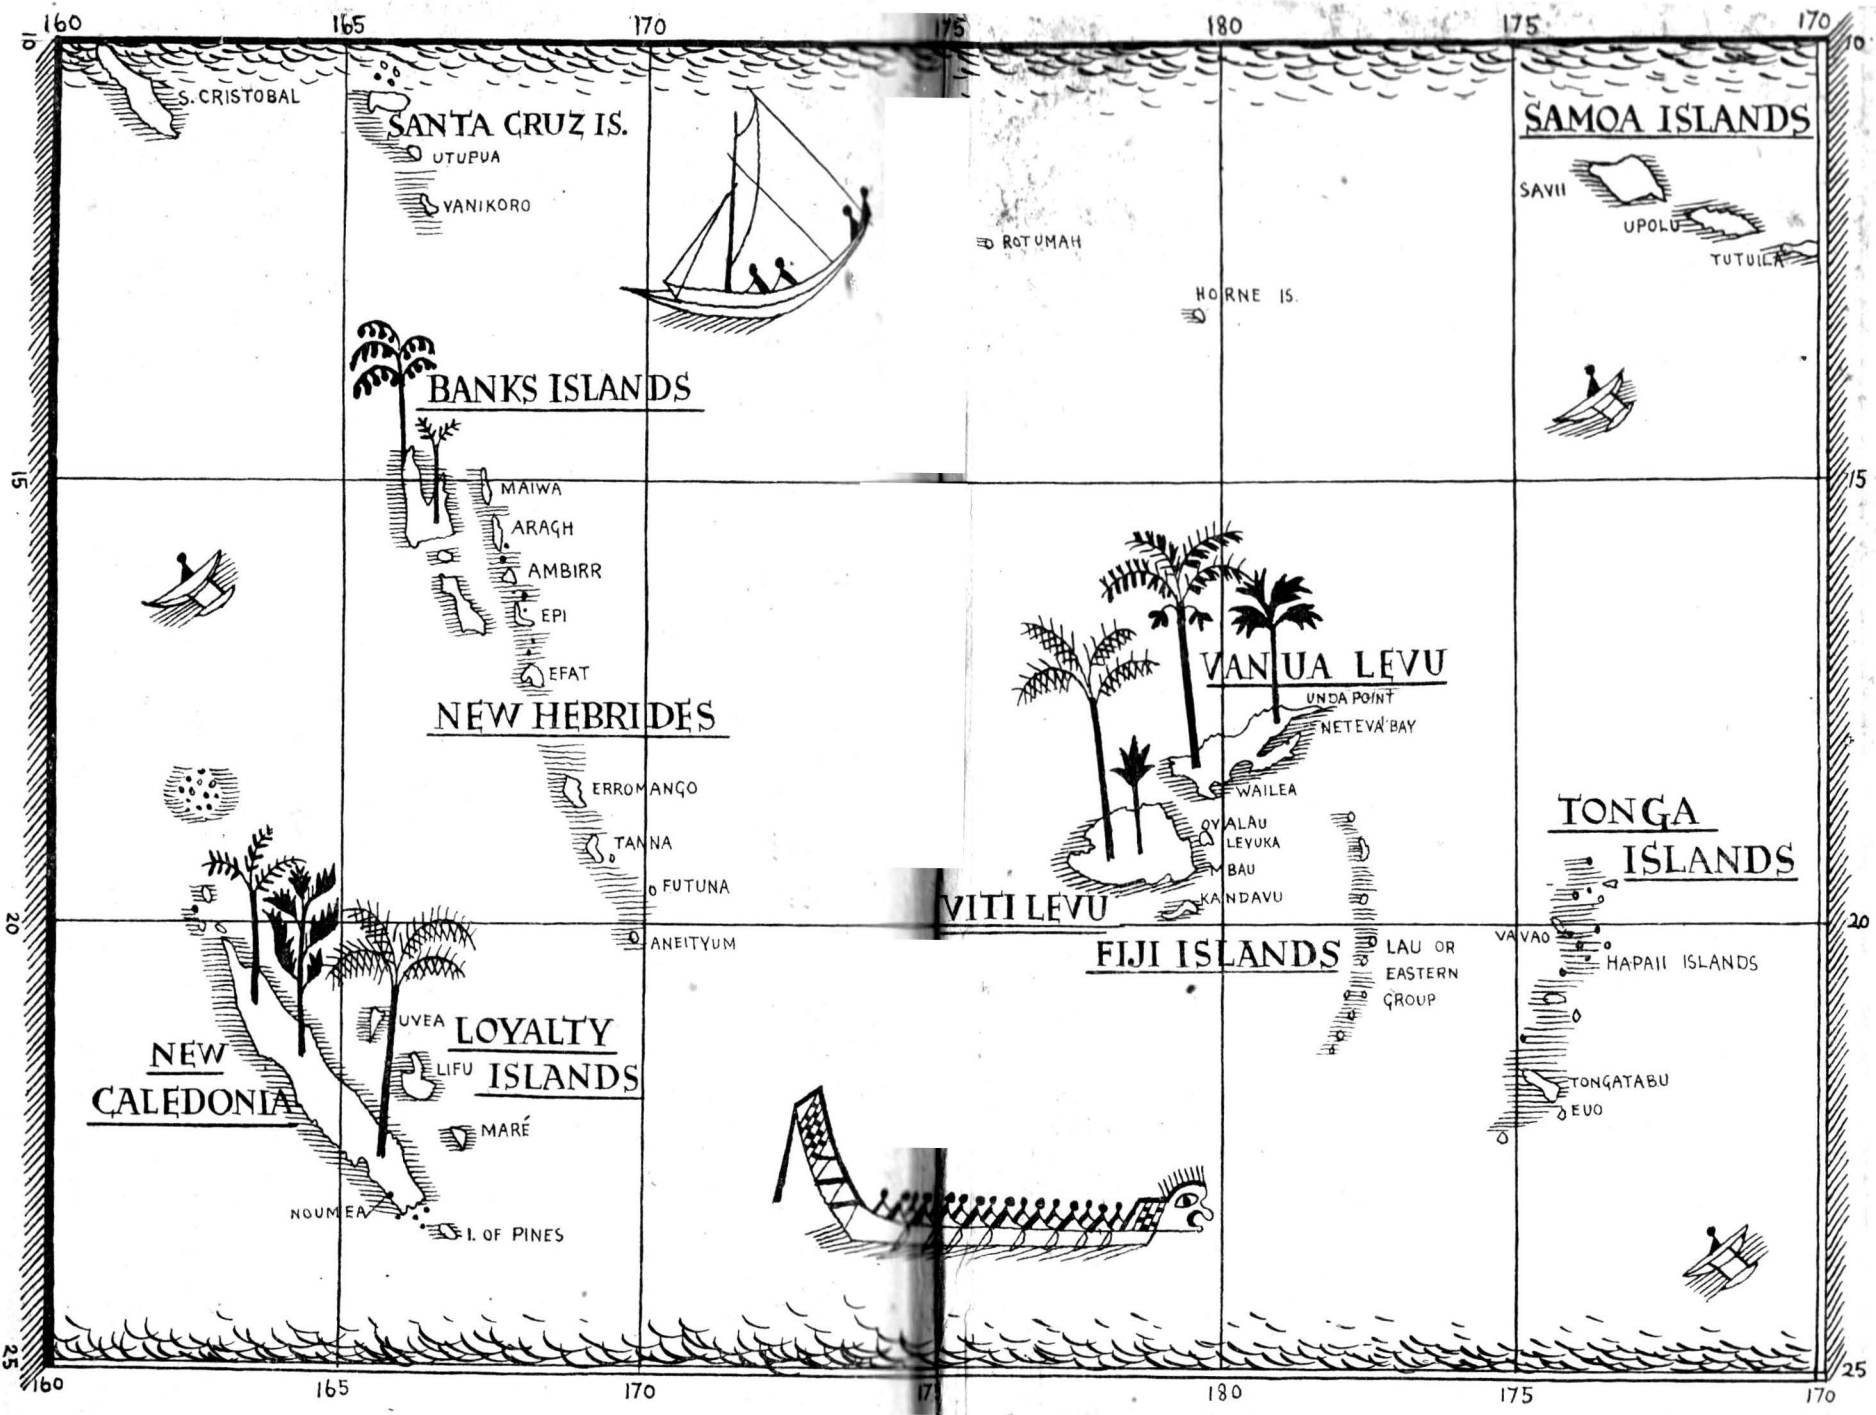 160 165 170 175 180 175 170
10 10
S. CRISTOBAL
SANTA CRUZ IS.
UTUPUA
VANIKORO
SAMOA ISLANDS
SAVII
UPOLU
TUTUILA
ROTUMAH
HORNE IS.
BANKS ISLANDS
15 15
MAIWA
ARAGH
AMBIRR
EPI
EFAT
NEW HEBRIDES
ERROMANGO
TANNA
FUTUNA
ANEITYUM
VANUA LEVU
UNDA POINT
NETEVA BAY
WAILEA
OVALAU
LEVUKA
MBAU
KANDAVU
VITI LEVU
FIJI ISLANDS
LAU OR
EASTERN
GROUP
TONGA
ISLANDS
20 20
VAVAO
HAPAII ISLANDS
TONGATABU
EUO
NEW
CALEDONIA
UVEA
LOYALTY
ISLANDS
LIFU
MARÉ
NOUMEA
I. OF PINES
25 25
160 165 170 180 175 170